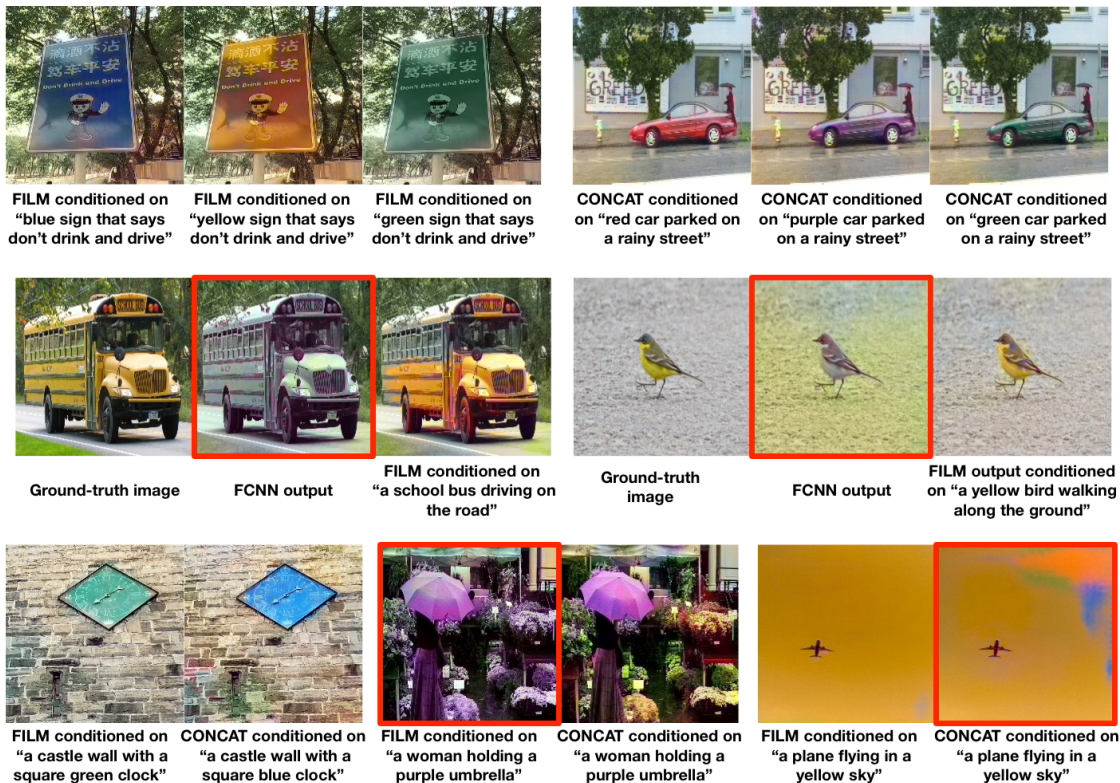 滴酒不沾
驾车平安
Don't Drink and Drive
GREED
FILM conditioned on
“blue sign that says
don’t drink and drive”
FILM conditioned on
“yellow sign that says
don’t drink and drive”
FILM conditioned on
“green sign that says
don’t drink and drive”
CONCAT conditioned
on “red car parked on
a rainy street”
CONCAT conditioned
on “purple car parked
on a rainy street”
CONCAT conditioned
on “green car parked
on a rainy street”
SCHOOL BUS
Ground-truth image
FCNN output
FILM conditioned on
“a school bus driving on
the road”
Ground-truth
image
FCNN output
FILM output conditioned
on “a yellow bird walking
along the ground”
FILM conditioned on
“a castle wall with a
square green clock”
CONCAT conditioned on
“a castle wall with a
square blue clock”
FILM conditioned on
“a woman holding a
purple umbrella”
CONCAT conditioned on
“a woman holding a
purple umbrella”
FILM conditioned on
“a plane flying in a
yellow sky”
CONCAT conditioned on
“a plane flying in a
yellow sky”